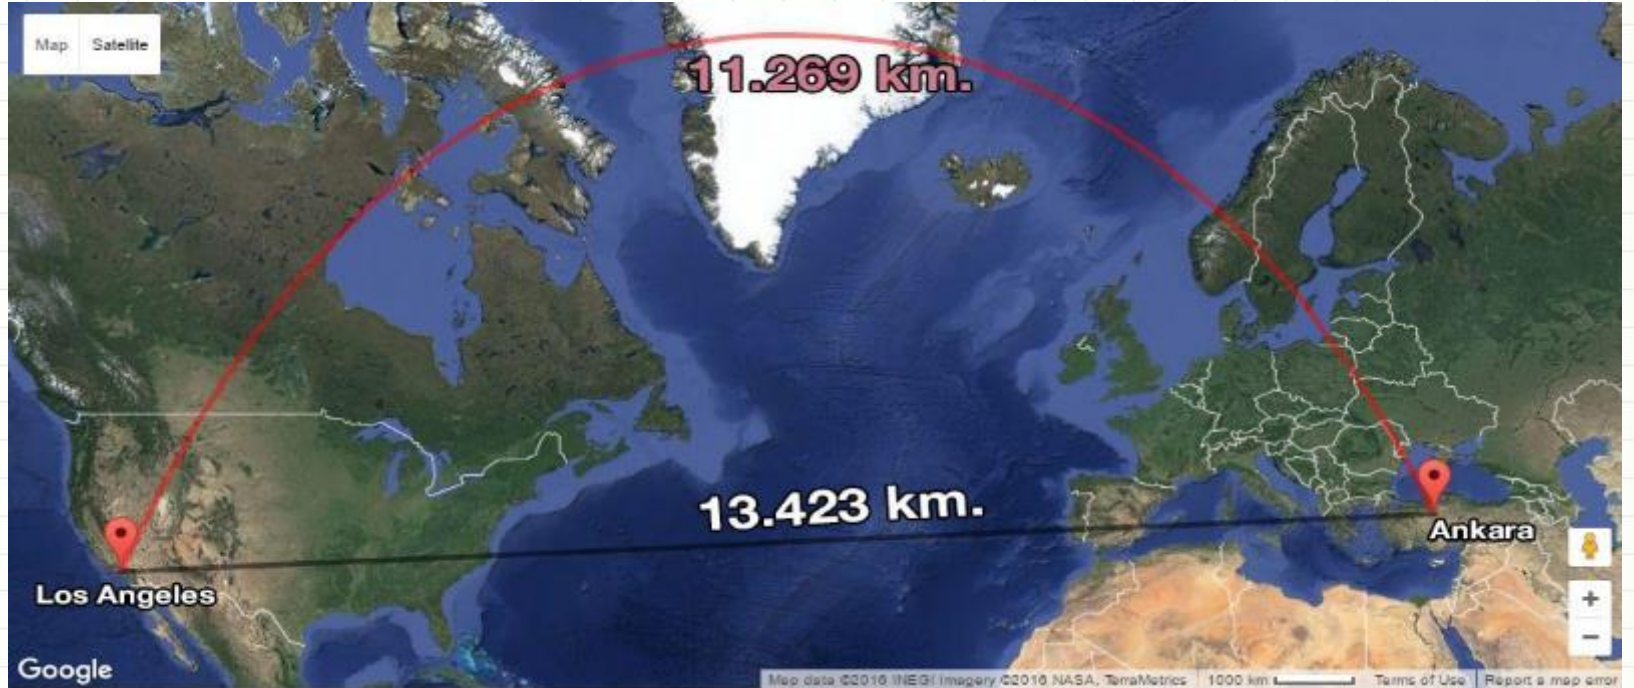 Map Satellite
11.269 km.
13.423 km.
Ankara
Los Angeles
+
−
Google
Map data ©2016 INEGI Imagery ©2016 NASA, TerraMetrics 1000 km Terms of Use Report a map error